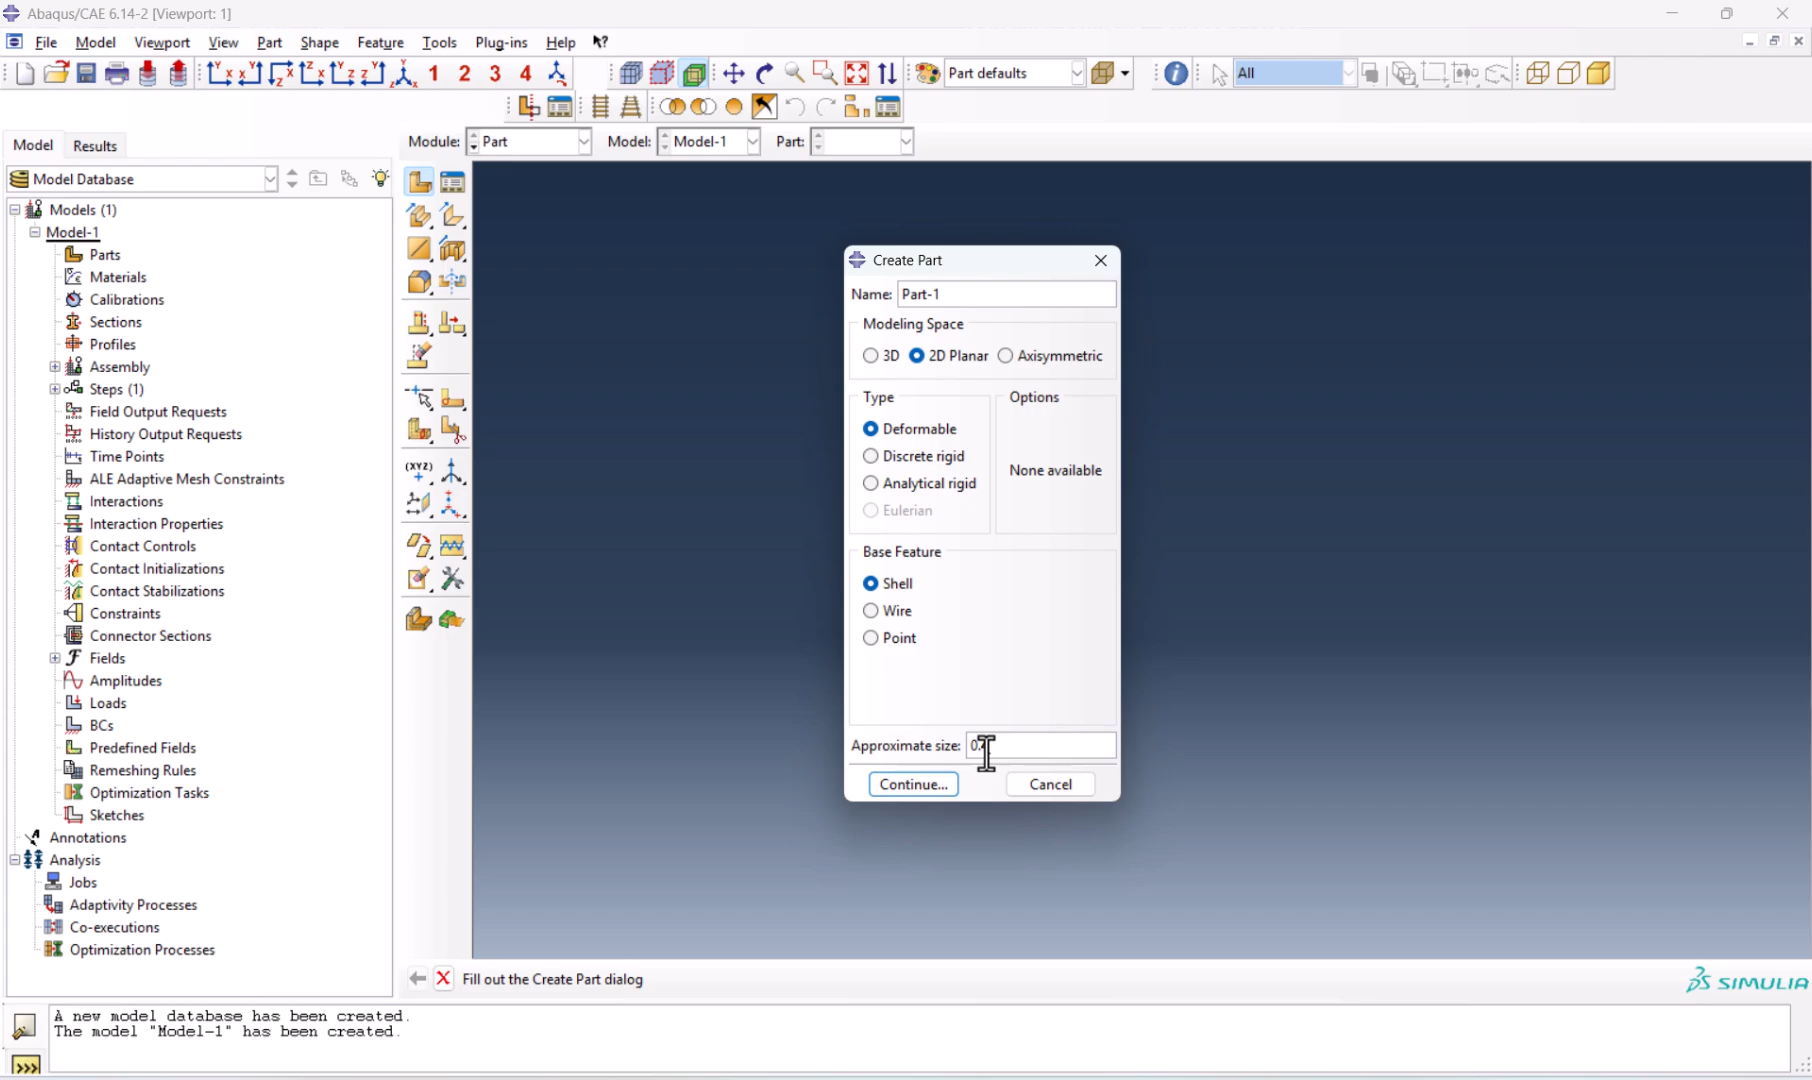 Abaqus/CAE 6.14-2 [Viewport: 1]
File Model Viewport View Part Shape Feature Tools Plug-ins Help
1 2 3 4 Part defaults All
Module: Part Model: Model-1 Part:
Model Results
Model Database
Models (1)
Model-1
Parts
Materials
Calibrations
Sections
Profiles
Assembly
Steps (1)
Field Output Requests
History Output Requests
Time Points
ALE Adaptive Mesh Constraints
Interactions
Interaction Properties
Contact Controls
Contact Initializations
Contact Stabilizations
Constraints
Connector Sections
Fields
Amplitudes
Loads
BCs
Predefined Fields
Remeshing Rules
Optimization Tasks
Sketches
Annotations
Analysis
Jobs
Adaptivity Processes
Co-executions
Optimization Processes
(XYZ)
Create Part
Name: Part-1
Modeling Space
3D 2D Planar Axisymmetric
Type
Deformable
Discrete rigid
Analytical rigid
Eulerian
Options
None available
Base Feature
Shell
Wire
Point
Approximate size:
Continue... Cancel
Fill out the Create Part dialog
SIMULIA
A new model database has been created.
The model "Model-1" has been created.
>>>